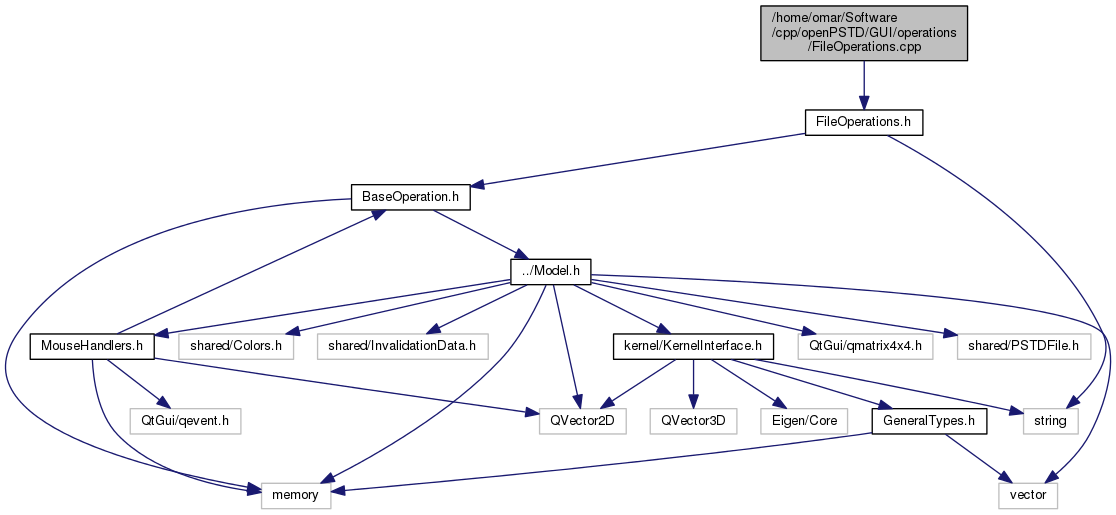 /home/omar/Software
/cpp/openPSTD/GUI/operations
/FileOperations.cpp
FileOperations.h
BaseOperation.h
../Model.h
MouseHandlers.h
shared/Colors.h
shared/InvalidationData.h
kernel/KernelInterface.h
QtGui/qmatrix4x4.h
shared/PSTDFile.h
QtGui/qevent.h
QVector2D
QVector3D
Eigen/Core
GeneralTypes.h
string
memory
vector